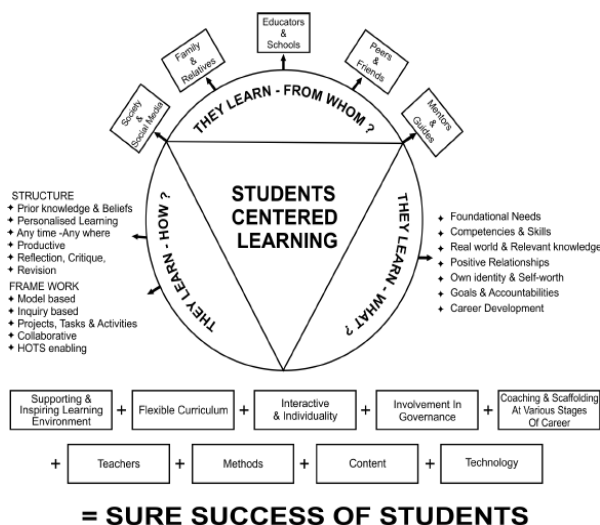 Educators
&
Schools
Family
&
Relatives
Peers
&
Friends
Society
&
Social Media
Mentors
&
Guides
THEY LEARN - FROM WHOM ?
STUDENTS
CENTERED
LEARNING
THEY LEARN - HOW ?
THEY LEARN - WHAT ?
STRUCTURE
✦ Prior knowledge & Beliefs
✦ Personalised Learning
✦ Any time -Any where
✦ Productive
✦ Reflection, Critique,
✦ Revision
FRAME WORK
✦ Model based
✦ Inquiry based
✦ Projects, Tasks & Activities
✦ Collaborative
✦ HOTS enabling
✦ Foundational Needs
✦ Competencies & Skills
✦ Real world & Relevant knowledge
✦ Positive Relationships
✦ Own identity & Self-worth
✦ Goals & Accountabilities
✦ Career Development
Supporting &
Inspiring Learning
Environment
+
Flexible Curriculum
+
Interactive
& Individuality
+
Involvement In
Governance
+
Coaching & Scaffolding
At Various Stages
Of Career
+
Teachers
+
Methods
+
Content
+
Technology
= SURE SUCCESS OF STUDENTS